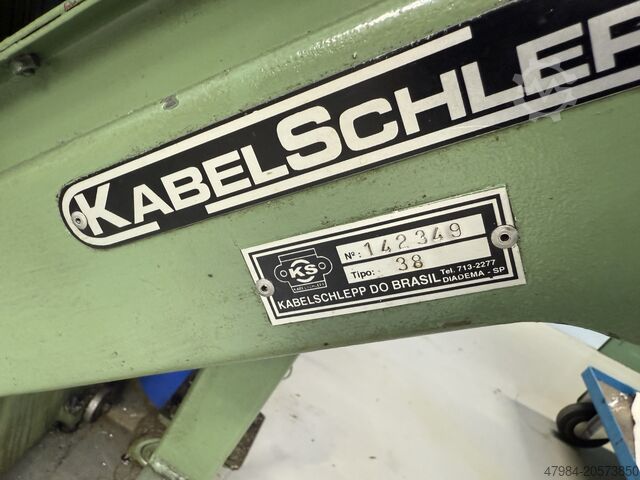 KABELSCHLEP
Nº: 142349
Tipo: 38
KS
KABELSCHLEPP DO BRASIL
Tel. 713-2277
DIADEMA - SP
47984-20573850